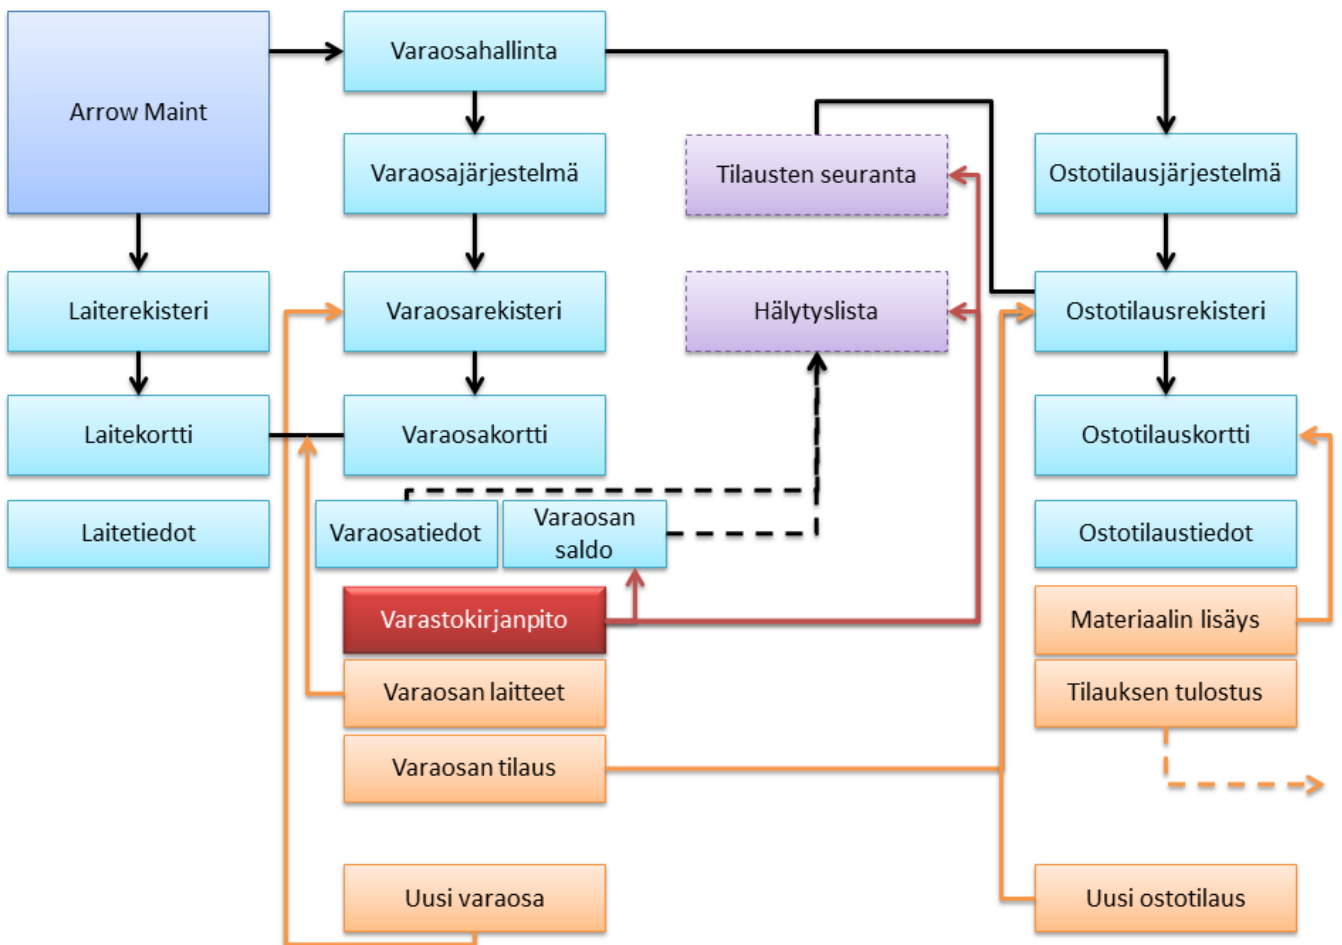 Arrow Maint
Varaosahallinta
Varaosajärjestelmä
Tilausten seuranta
Ostotilausjärjestelmä
Laiterekisteri
Varaosarekisteri
Hälytyslista
Ostotilausrekisteri
Laitekortti
Varaosakortti
Ostotilauskortti
Laitetiedot
Varaosatiedot
Varaosan
saldo
Ostotilaustiedot
Varastokirjanpito
Materiaalin lisäys
Varaosan laitteet
Tilauksen tulostus
Varaosan tilaus
Uusi varaosa
Uusi ostotilaus